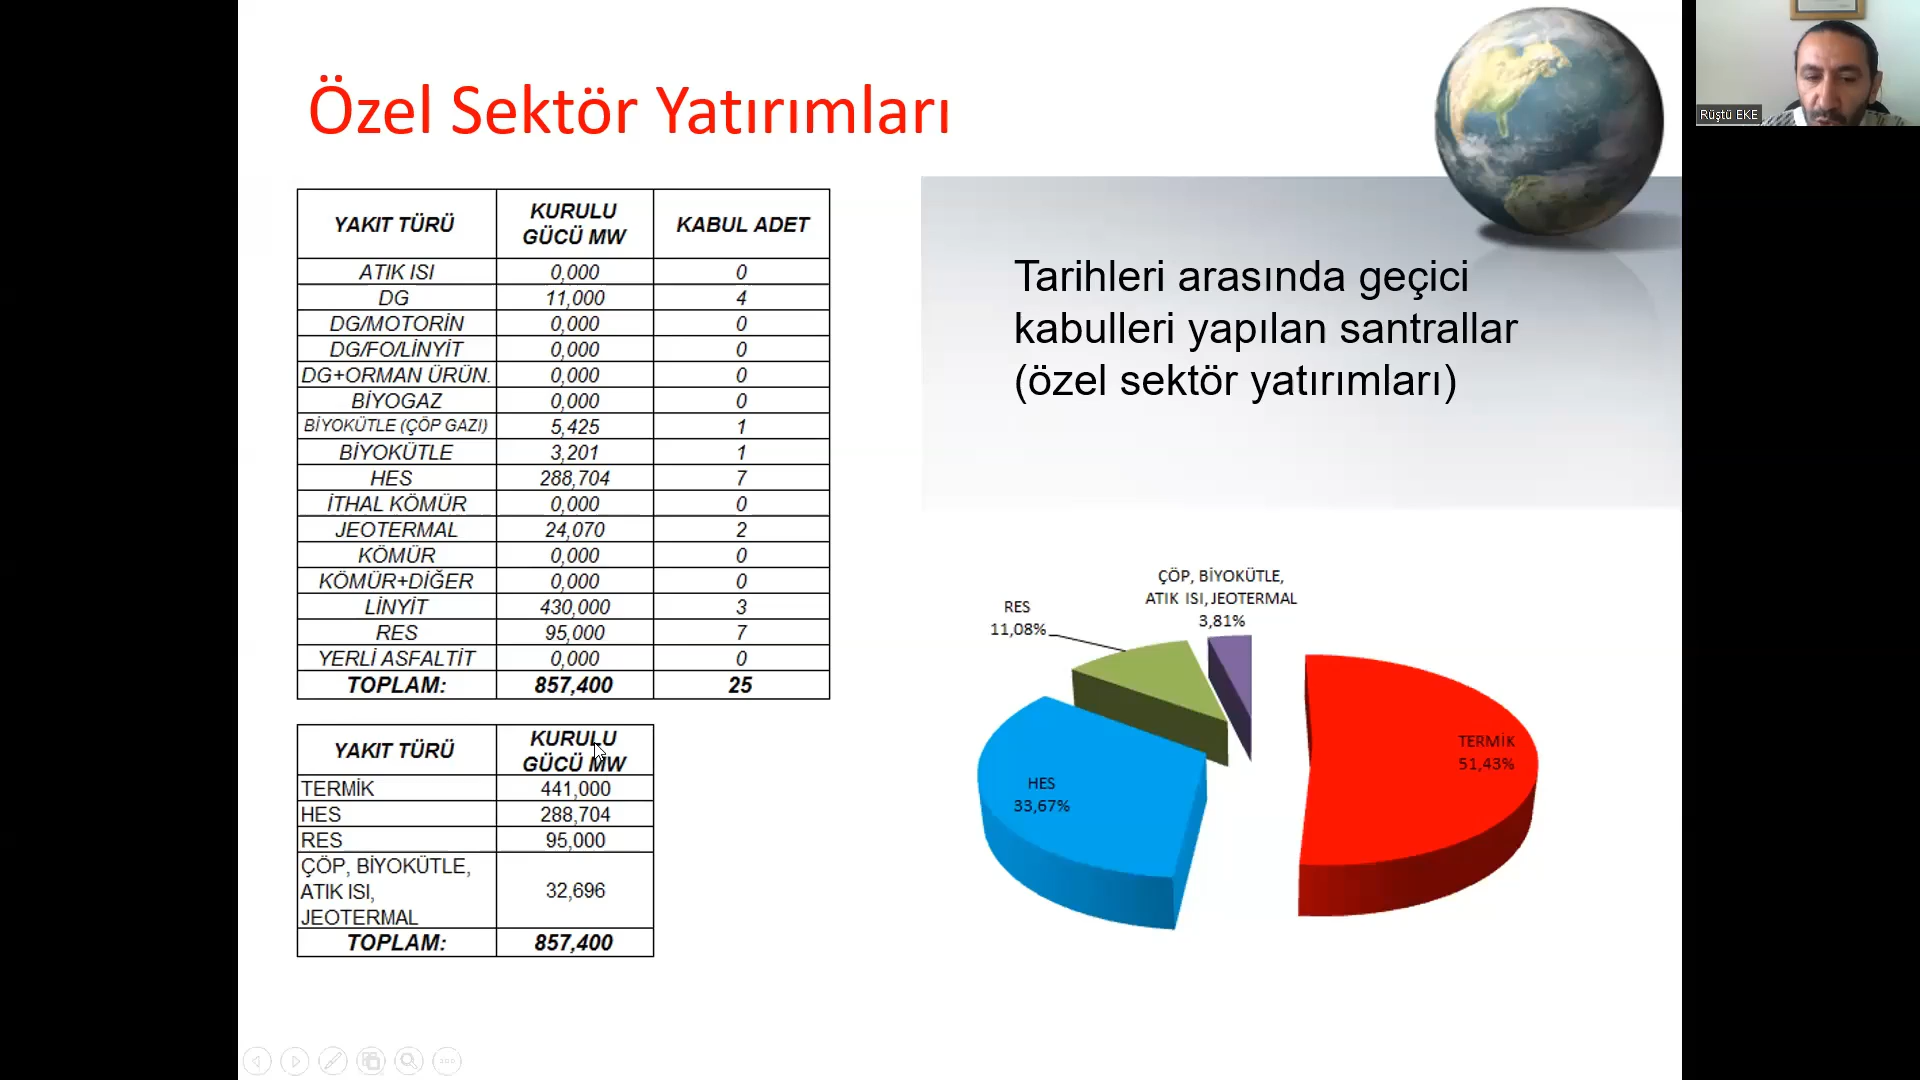 Özel Sektör Yatırımları
YAKIT TÜRÜ KURULU GÜCÜ MW KABUL ADET
ATIK ISI 0,000 0
DG 11,000 4
DG/MOTORİN 0,000 0
DG/FO/LİNYİT 0,000 0
DG+ORMAN ÜRÜN. 0,000 0
BİYOGAZ 0,000 0
BİYOKÜTLE (ÇÖP GAZI) 5,425 1
BİYOKÜTLE 3,201 1
HES 288,704 7
İTHAL KÖMÜR 0,000 0
JEOTERMAL 24,070 2
KÖMÜR 0,000 0
KÖMÜR+DİĞER 0,000 0
LİNYİT 430,000 3
RES 95,000 7
YERLİ ASFALTİT 0,000 0
TOPLAM: 857,400 25
YAKIT TÜRÜ KURULU GÜCÜ MW
TERMİK 441,000
HES 288,704
RES 95,000
ÇÖP, BİYOKÜTLE,
ATIK ISI, 32,696
JEOTERMAL
TOPLAM: 857,400
Tarihleri arasında geçici
kabulleri yapılan santrallar
(özel sektör yatırımları)
ÇÖP, BİYOKÜTLE,
ATIK ISI, JEOTERMAL
3,81%
RES
11,08%
TERMİK
51,43%
HES
33,67%
Rüştü EKE